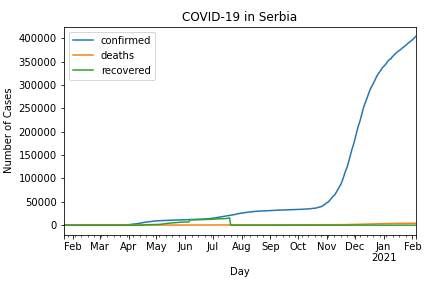 COVID-19 in Serbia
confirmed
deaths
recovered
Number of Cases
400000
350000
300000
250000
200000
150000
100000
50000
0
Feb Mar Apr May Jun Jul Aug Sep Oct Nov Dec Jan Feb
2021
Day